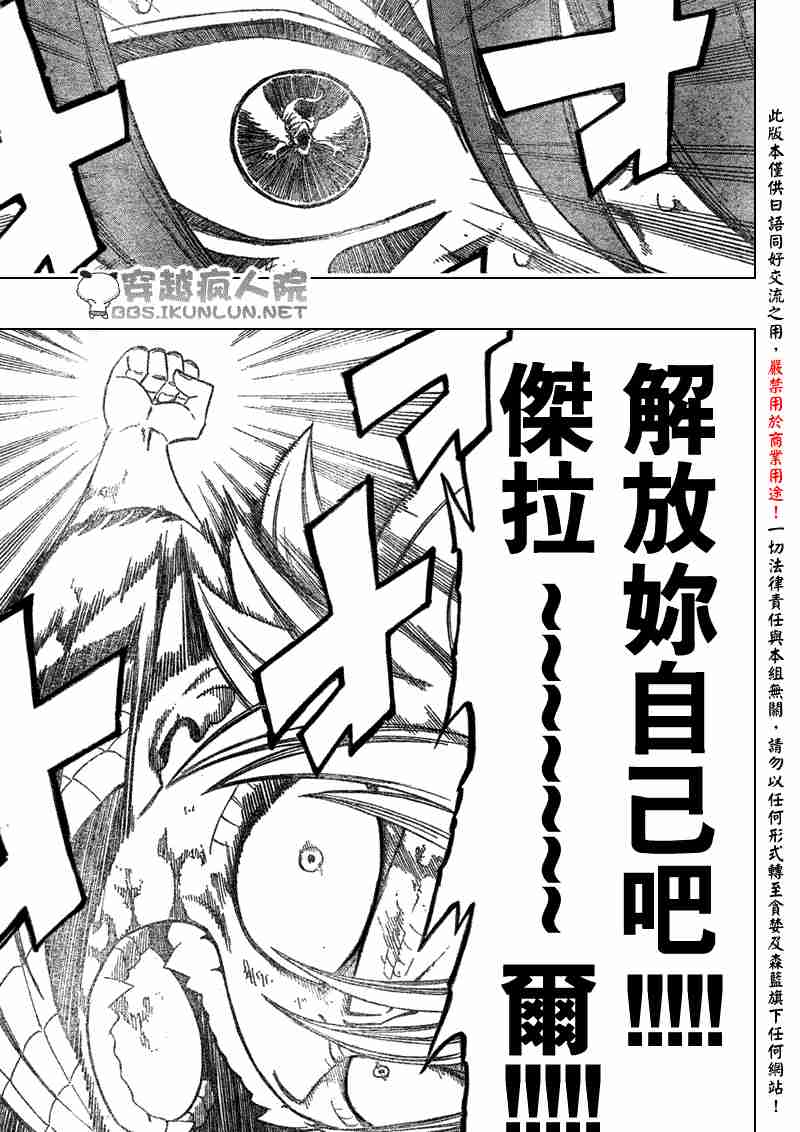 解放妳自己吧!!!!!
傑拉～～～～～～～爾!!!!!
穿越疯人院
BBS.IKUNLUN.NET
此版本僅供日語同好交流之用，嚴禁用於商業用途！一切法律責任與本組無關，請勿以任何形式轉至貪婪及森藍旗下任何網站！